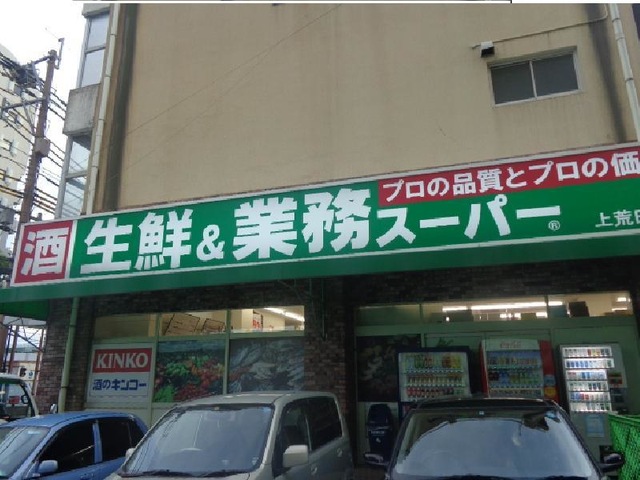 酒 生鮮&業務スーパー®
プロの品質とプロの価
上荒
KINKO
酒のキンコー